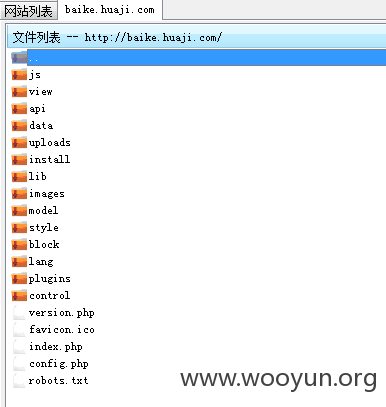 网站列表 baike.huaji.com
文件列表 -- http://baike.huaji.com/
..
js
view
api
data
uploads
install
lib
images
model
style
block
lang
plugins
control
version.php
favicon.ico
index.php
config.php
robots.txt
www.wooyun.org